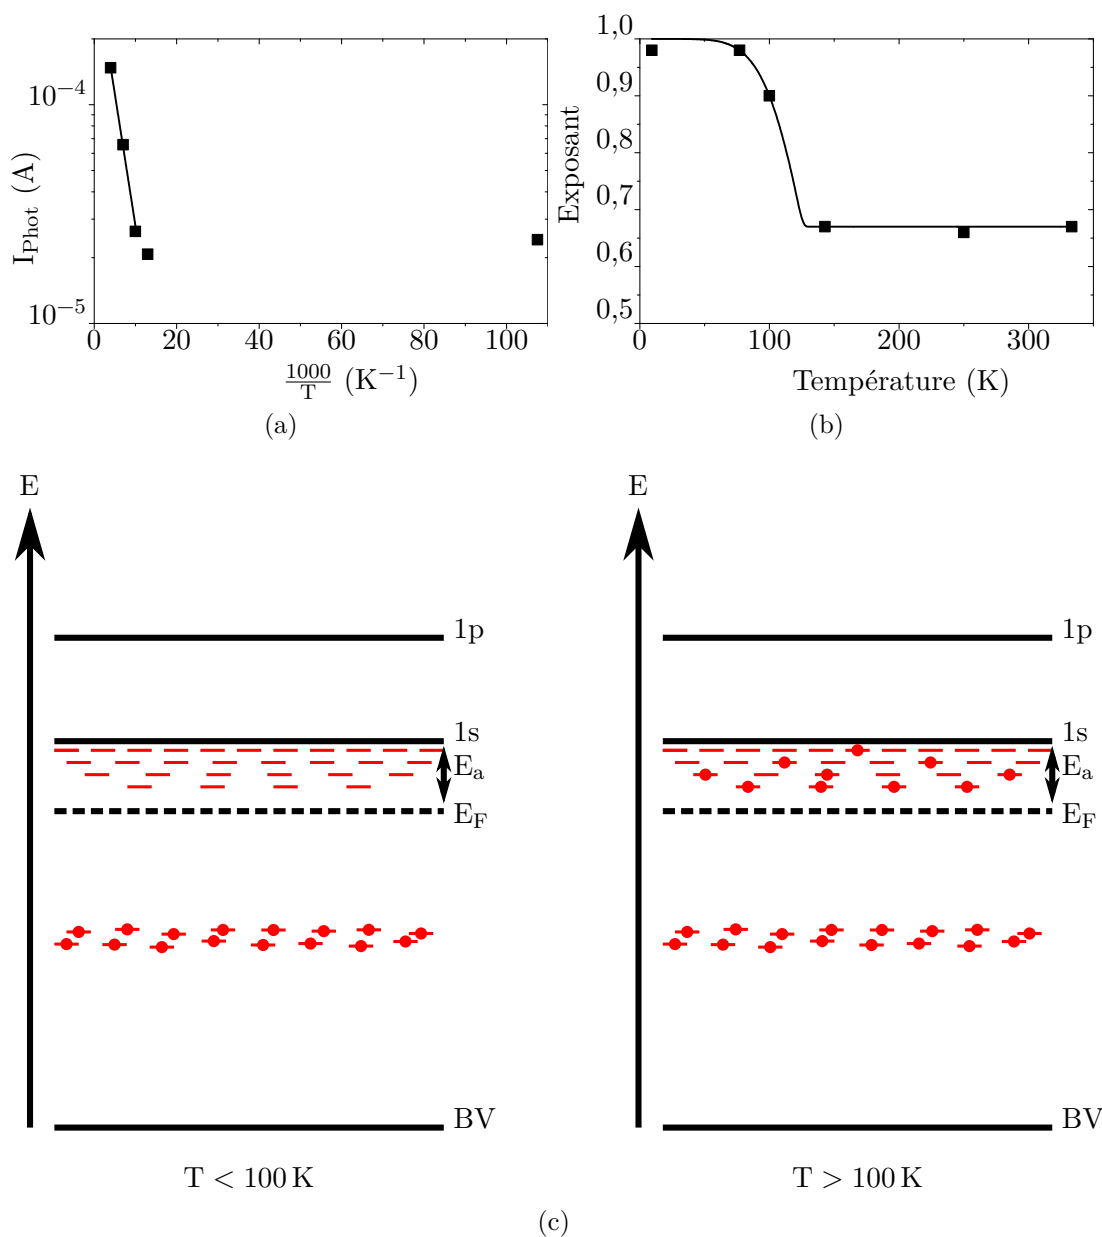 10⁻⁴
10⁻⁵
I_Phot (A)
0 20 40 60 80 100
1000/T (K⁻¹)
(a)
1,0
0,9
0,8
0,7
0,6
0,5
Exposant
0 100 200 300
Température (K)
(b)
E
1p
1s
E_a
E_F
BV
T < 100 K
E
1p
1s
E_a
E_F
BV
T > 100 K
(c)